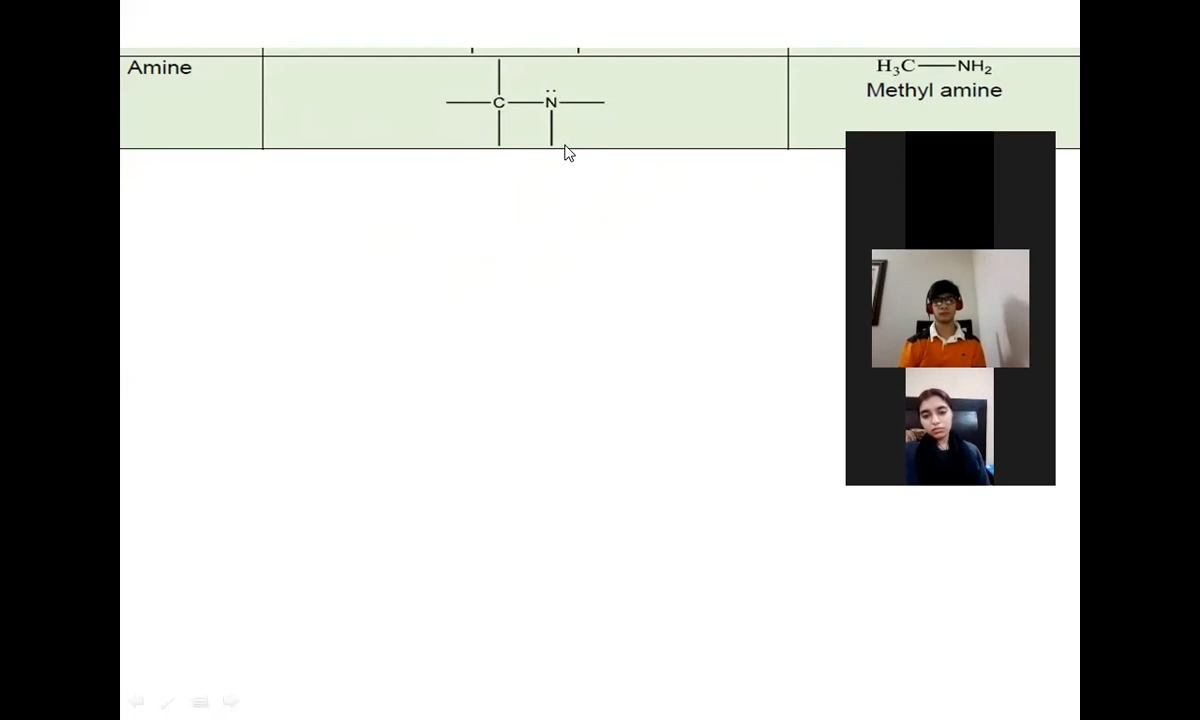 Amine
C N̈
H₃C—NH₂
Methyl amine